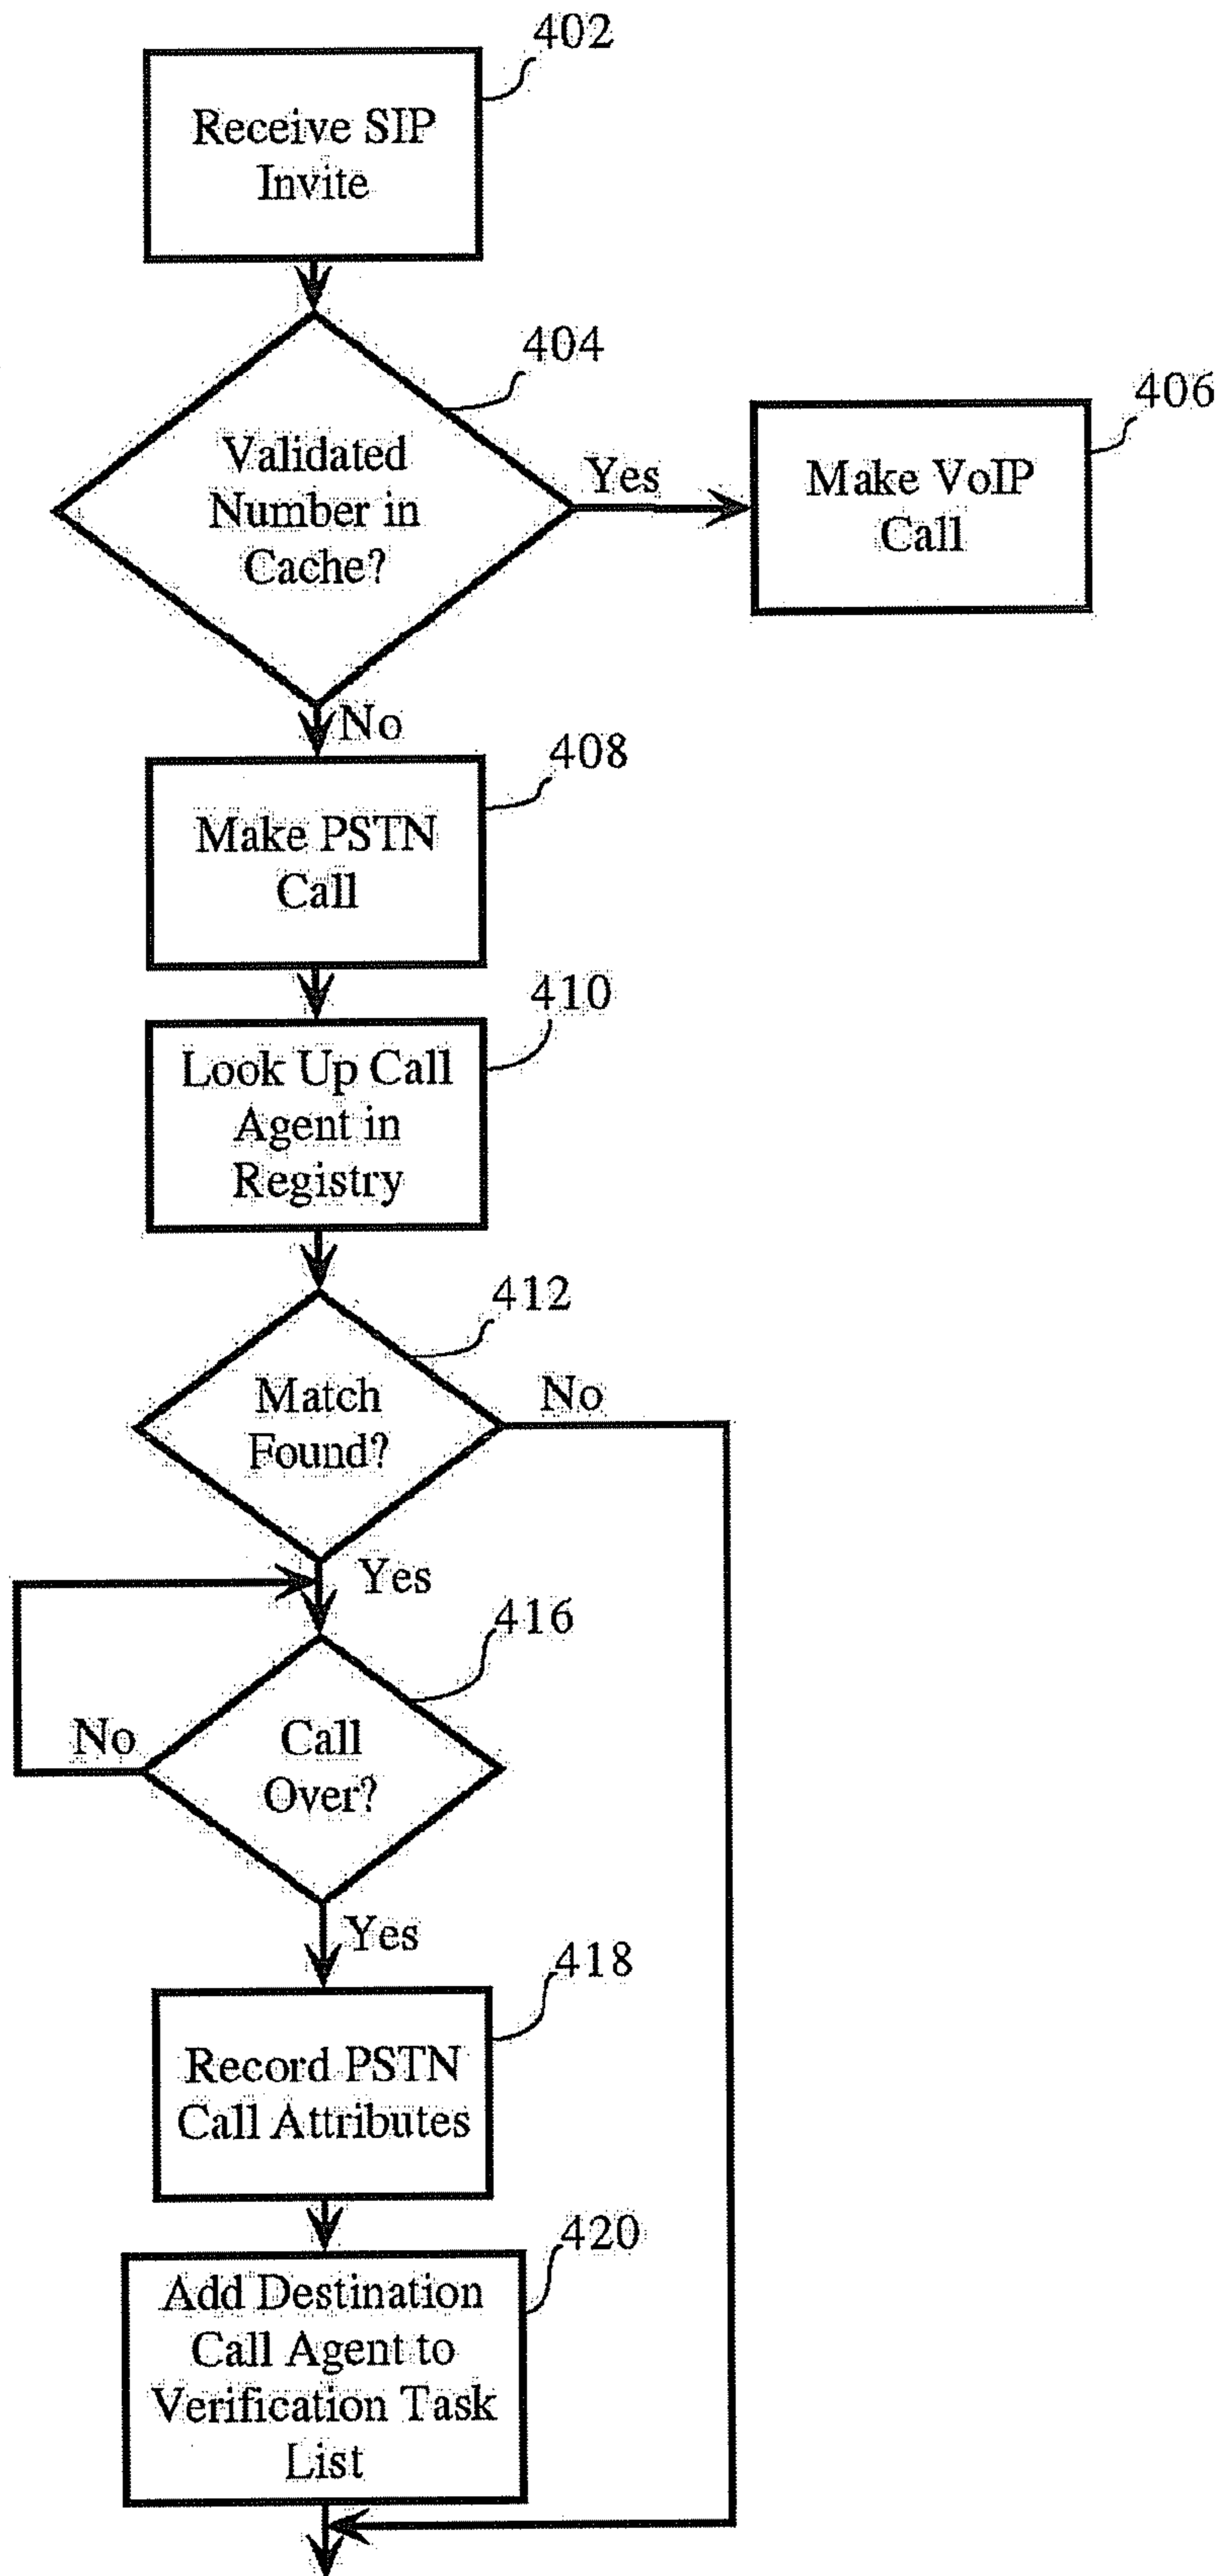 402
Receive SIP
Invite
404
Validated
Number in
Cache?
Yes
406
Make VoIP
Call
No
408
Make PSTN
Call
410
Look Up Call
Agent in
Registry
412
Match
Found?
No
Yes
416
Call
Over?
No
Yes
418
Record PSTN
Call Attributes
420
Add Destination
Call Agent to
Verification Task
List